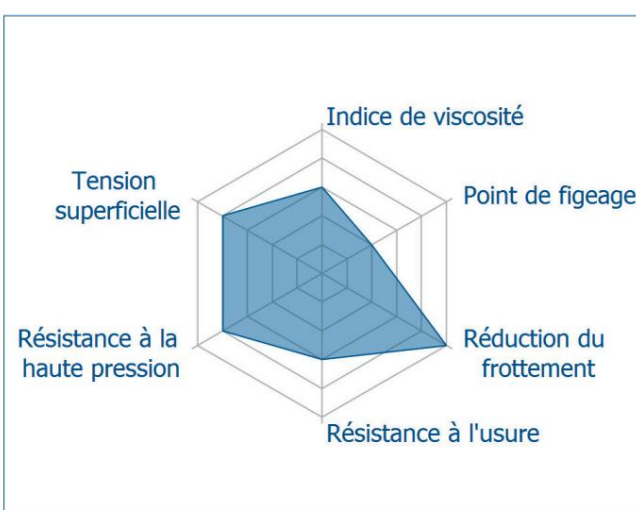 Indice de viscosité
Point de figeage
Réduction du
frottement
Résistance à l'usure
Résistance à la
haute pression
Tension
superficielle